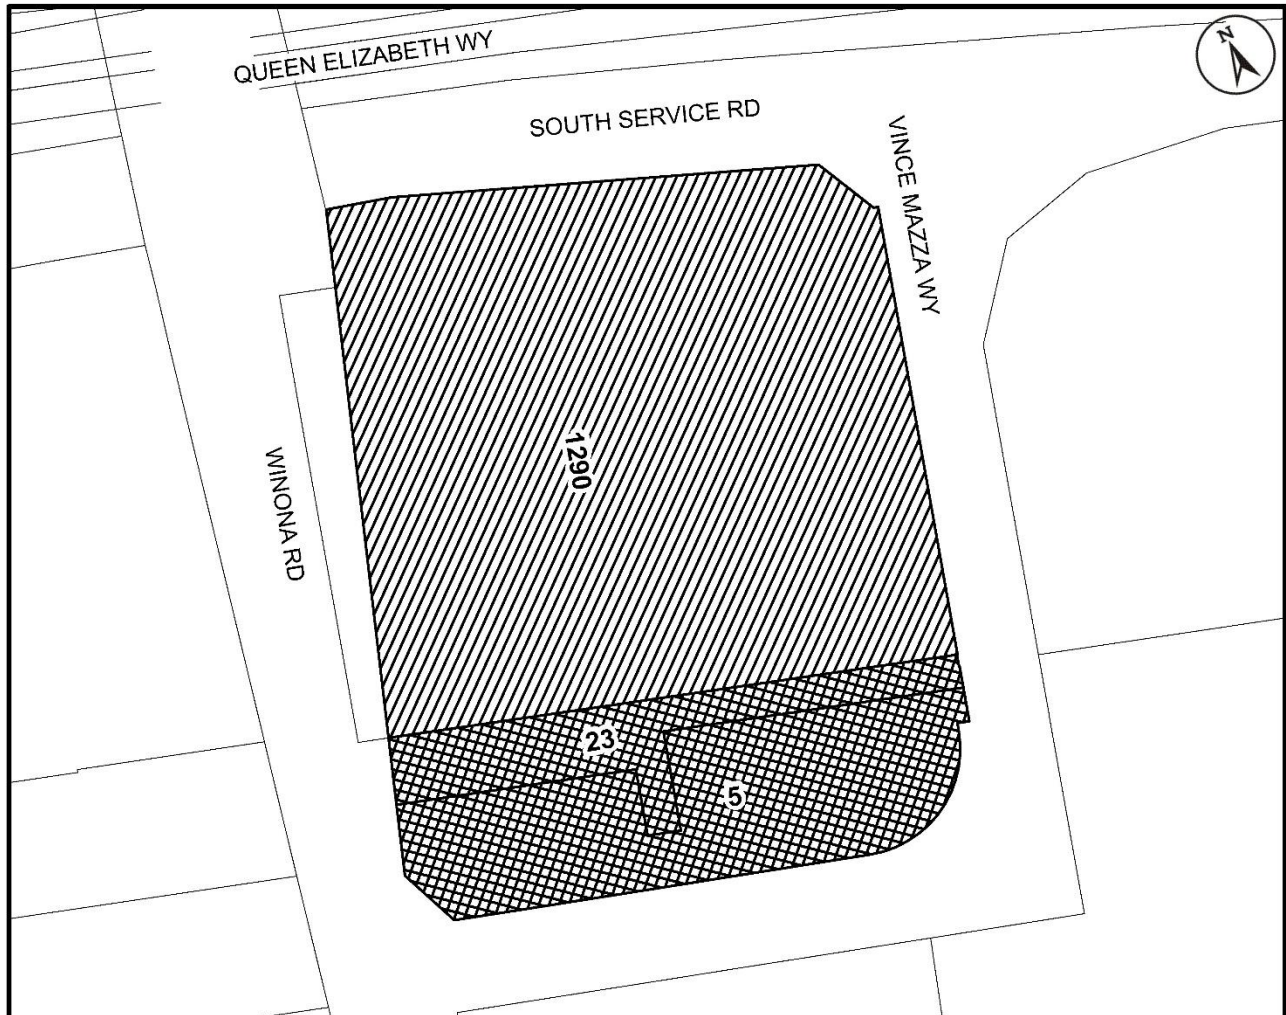 QUEEN ELIZABETH WY
N
SOUTH SERVICE RD
VINCE MAZZA WY
1290
WINONA RD
23
5